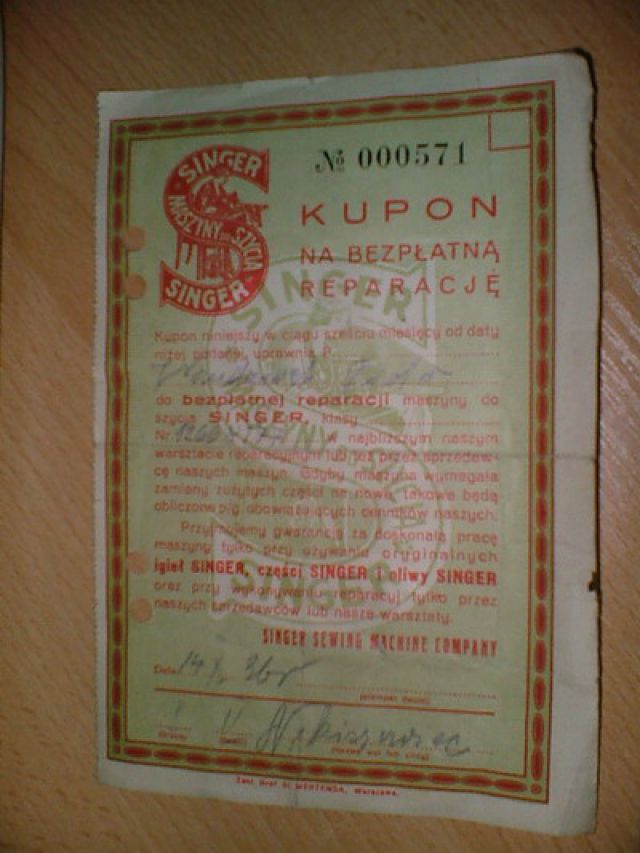 SINGER
MASZYNY DO SZYCIA
SINGER
№ 000571
KUPON
NA BEZPŁATNĄ
REPARACJĘ
Kupon niniejszy w ciągu sześciu miesięcy od daty
niżej podanej, uprawnia P.
do bezpłatnej reparacji maszyny do
szycia SINGER, klasy
Nr. w najbliższym naszym
warsztacie reparacyjnym lub też przez sprzedaw-
cę naszych maszyn. Gdyby maszyna wymagała
zamiany zużytych części na nowe, takowe będą
obliczone p/g obowiązujących cenników naszych.
Przyjmujemy gwarancję za doskonałą pracę
maszyny tylko przy używaniu oryginalnych
igieł SINGER, części SINGER i oliwy SINGER
oraz przy wykonywaniu reparacyj tylko przez
naszych sprzedawców lub nasze warsztaty.
SINGER SEWING MACHINE COMPANY
Data
Warszawa.